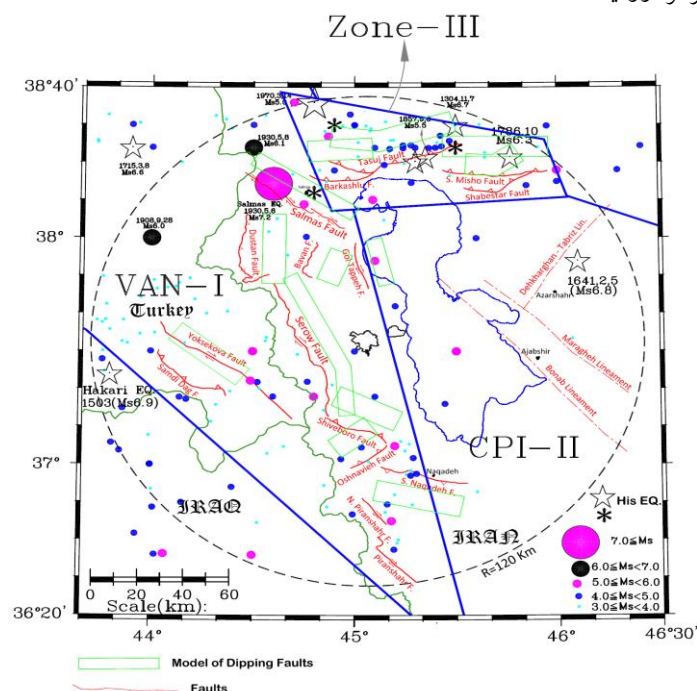 Zone-III
38°40'
1970,3,14
Ms5.6
1304,11,7
Ms6.7
1786,10
Ms6.3
1930,5,8
Ms6.1
Tasuj Fault
1715,3,8
Ms6.6
Barkashlu F.
S. Misho Fault
Shabestar Fault
Salmas EQ.
1930,5,6
Ms7.2
Salmas Fault
1908,9,28
Ms6.0
38°
Dustan Fault
Bavan F.
Gol Tappeh F.
Dehkharghan-Tabriz Lin.
1641,2,5
(Ms6.8)
VAN-I
Turkey
Azarshahr
Serow Fault
Maragheh Lineament
Yoksekova Fault
Ajabshir
Samdi Dag F.
Bonab Lineament
Hakari EQ.
1503(Ms6.9)
Shiveboro Fault
CPI-II
37°
Oshnavieh Fault
Naqadeh
S. Naqadeh F.
His EQ.
IRAQ
N. Piranshahr F.
IRAN
7.0≦Ms
R=120 Km
6.0≦Ms<7.0
Piranshahr F.
5.0≦Ms<6.0
0 20 40 60
4.0≦Ms<5.0
Scale(km):
3.0≦Ms<4.0
36°20'
44° 45° 46° 46°30'
Model of Dipping Faults
Faults